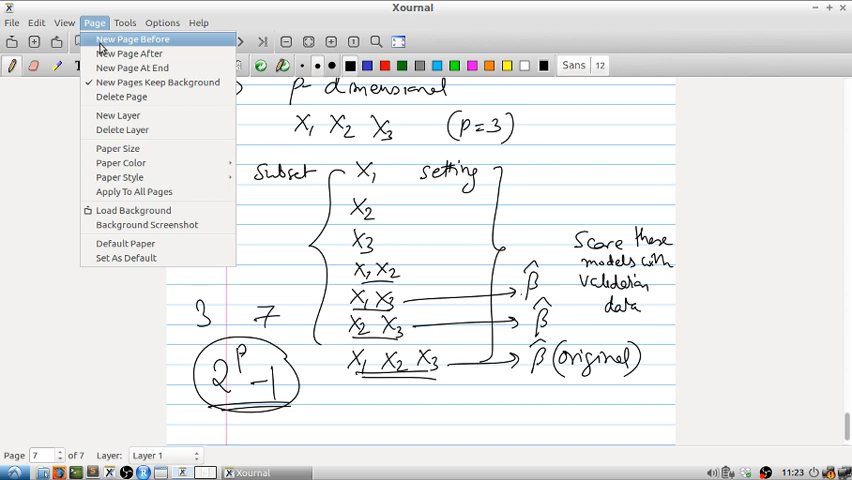 Xournal
File Edit View Page Tools Options Help
New Page Before
New Page After
New Page At End
New Pages Keep Background
Delete Page
New Layer
Delete Layer
Paper Size
Paper Color
Paper Style
Apply To All Pages
Load Background
Background Screenshot
Default Paper
Set As Default
Sans 12
p-dimensional
X₁ X₂ X₃ (p=3)
Subset X₁ setting
X₂
X₃
X₁ X₂
X₁ X₃ β̂
X₂ X₃ β̂
X₁ X₂ X₃ β̂ (original)
Score these
models with
validation
data
3 7
2^p -1
Page 7 of 7 Layer: Layer 1
Xournal 11:23